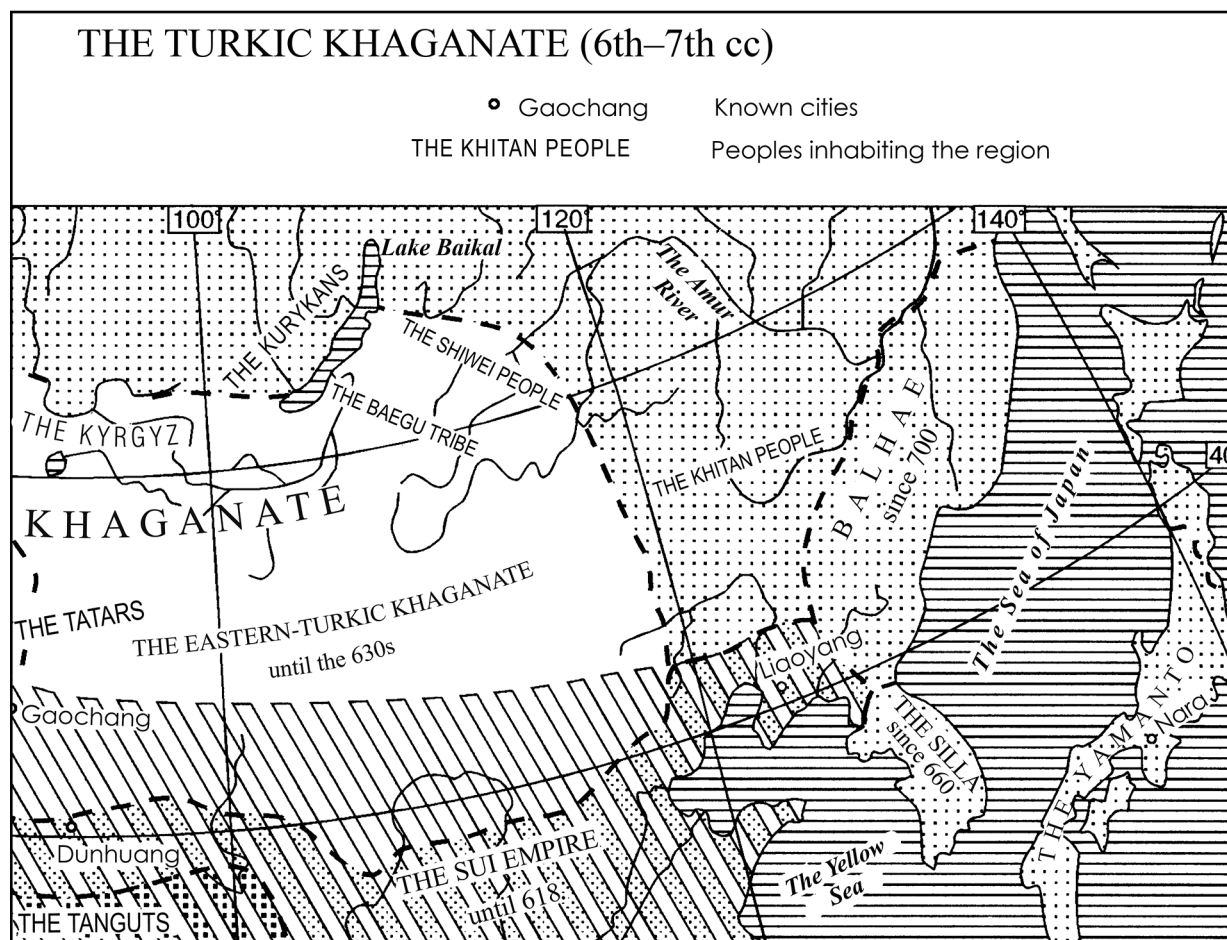 THE TURKIC KHAGANATE (6th–7th cc)
Gaochang Known cities
THE KHITAN PEOPLE Peoples inhabiting the region
100°
120°
140°
Lake Baikal
The Amur
River
THE KURYKANS
THE SHIWEI PEOPLE
THE BAEGU TRIBE
THE KYRGYZ
THE KHITAN PEOPLE
BALHAE
since 700
40
The Sea of Japan
KHAGANATE
THE EASTERN-TURKIC KHAGANATE
until the 630s
THE TATARS
Liaoyang
Gaochang
THE SILLA
since 660
THE YAMANTO
Nara
Dunhuang
THE SUI EMPIRE
until 618
The Yellow
Sea
THE TANGUTS